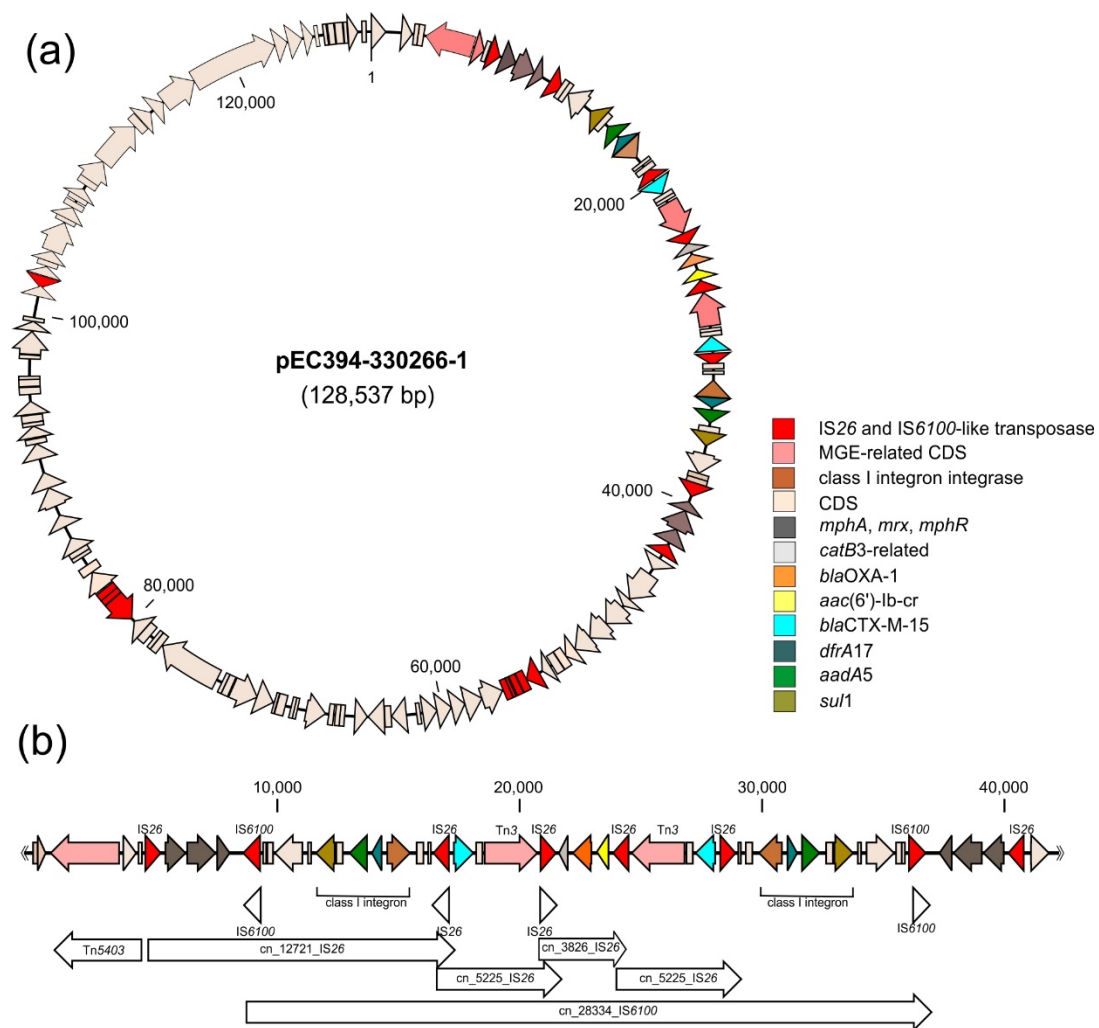 (a)
1
20,000
40,000
60,000
80,000
100,000
120,000
pEC394-330266-1
(128,537 bp)
IS26 and IS6100-like transposase
MGE-related CDS
class I integron integrase
CDS
mphA, mrx, mphR
catB3-related
blaOXA-1
aac(6')-Ib-cr
blaCTX-M-15
dfrA17
aadA5
sul1
(b)
10,000 20,000 30,000 40,000
IS26 IS6100 IS26 Tn3 IS26 IS26 Tn3 IS26 IS6100 IS26
class I integron class I integron
IS6100 IS26 IS26 IS6100
Tn5403 cn_12721_IS26 cn_3826_IS26
cn_5225_IS26 cn_5225_IS26
cn_28334_IS6100